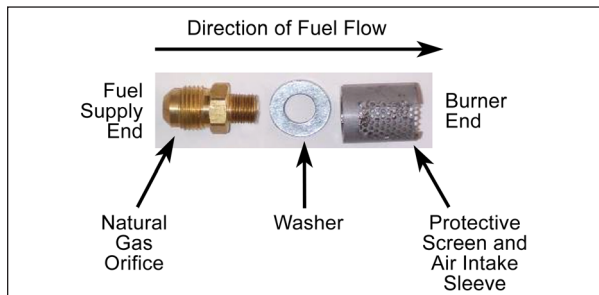 Direction of Fuel Flow
Fuel
Supply
End
Burner
End
Natural
Gas
Orifice
Washer
Protective
Screen and
Air Intake
Sleeve